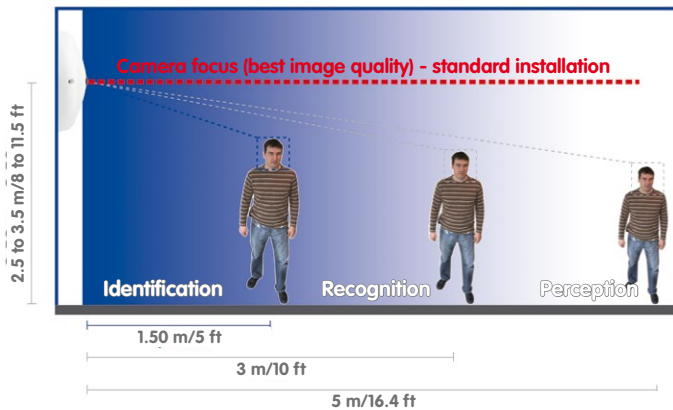 Camera focus (best image quality) - standard installation
2.5 to 3.5 m/8 to 11.5 ft
Identification
Recognition
Perception
1.50 m/5 ft
3 m/10 ft
5 m/16.4 ft